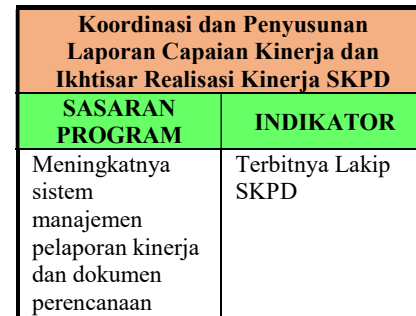 Koordinasi dan Penyusunan
Laporan Capaian Kinerja dan
Ikhtisar Realisasi Kinerja SKPD
SASARAN
PROGRAM
INDIKATOR
Meningkatnya
sistem
manajemen
pelaporan kinerja
dan dokumen
perencanaan
Terbitnya Lakip
SKPD